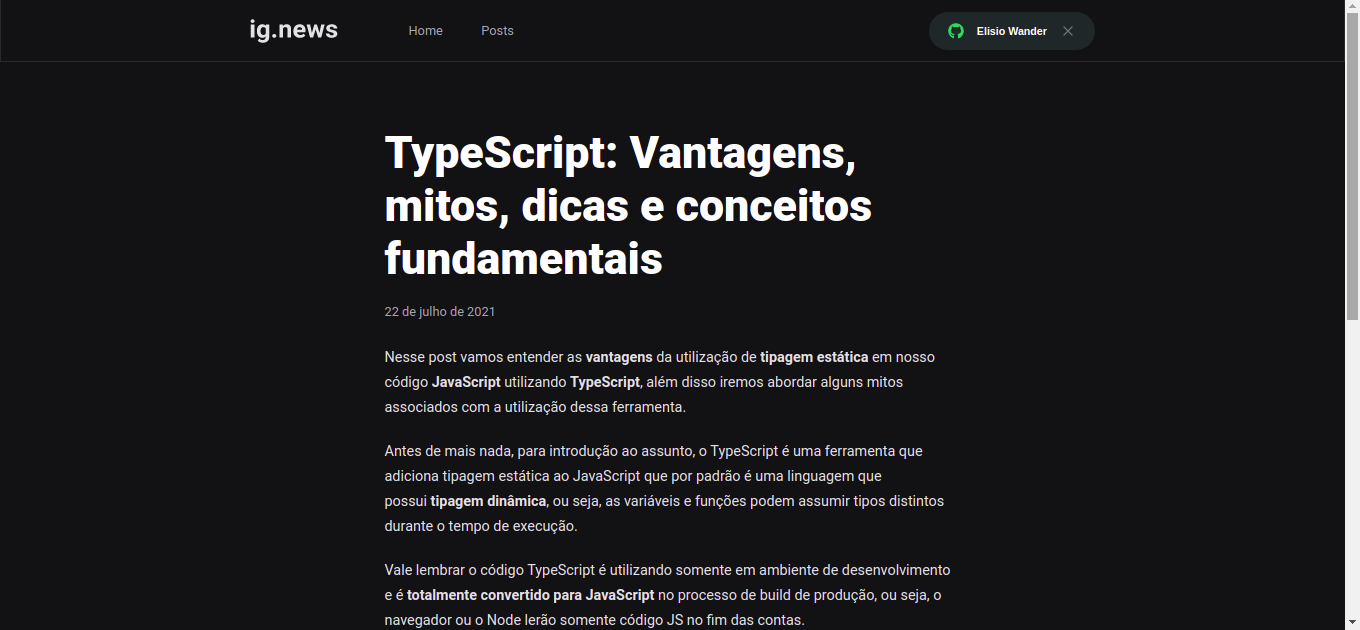 ig.news
Home
Posts
Elisio Wander
TypeScript: Vantagens,
mitos, dicas e conceitos
fundamentais
22 de julho de 2021
Nesse post vamos entender as vantagens da utilização de tipagem estática em nosso
código JavaScript utilizando TypeScript, além disso iremos abordar alguns mitos
associados com a utilização dessa ferramenta.
Antes de mais nada, para introdução ao assunto, o TypeScript é uma ferramenta que
adiciona tipagem estática ao JavaScript que por padrão é uma linguagem que
possui tipagem dinâmica, ou seja, as variáveis e funções podem assumir tipos distintos
durante o tempo de execução.
Vale lembrar o código TypeScript é utilizando somente em ambiente de desenvolvimento
e é totalmente convertido para JavaScript no processo de build de produção, ou seja, o
navegador ou o Node lerão somente código JS no fim das contas.